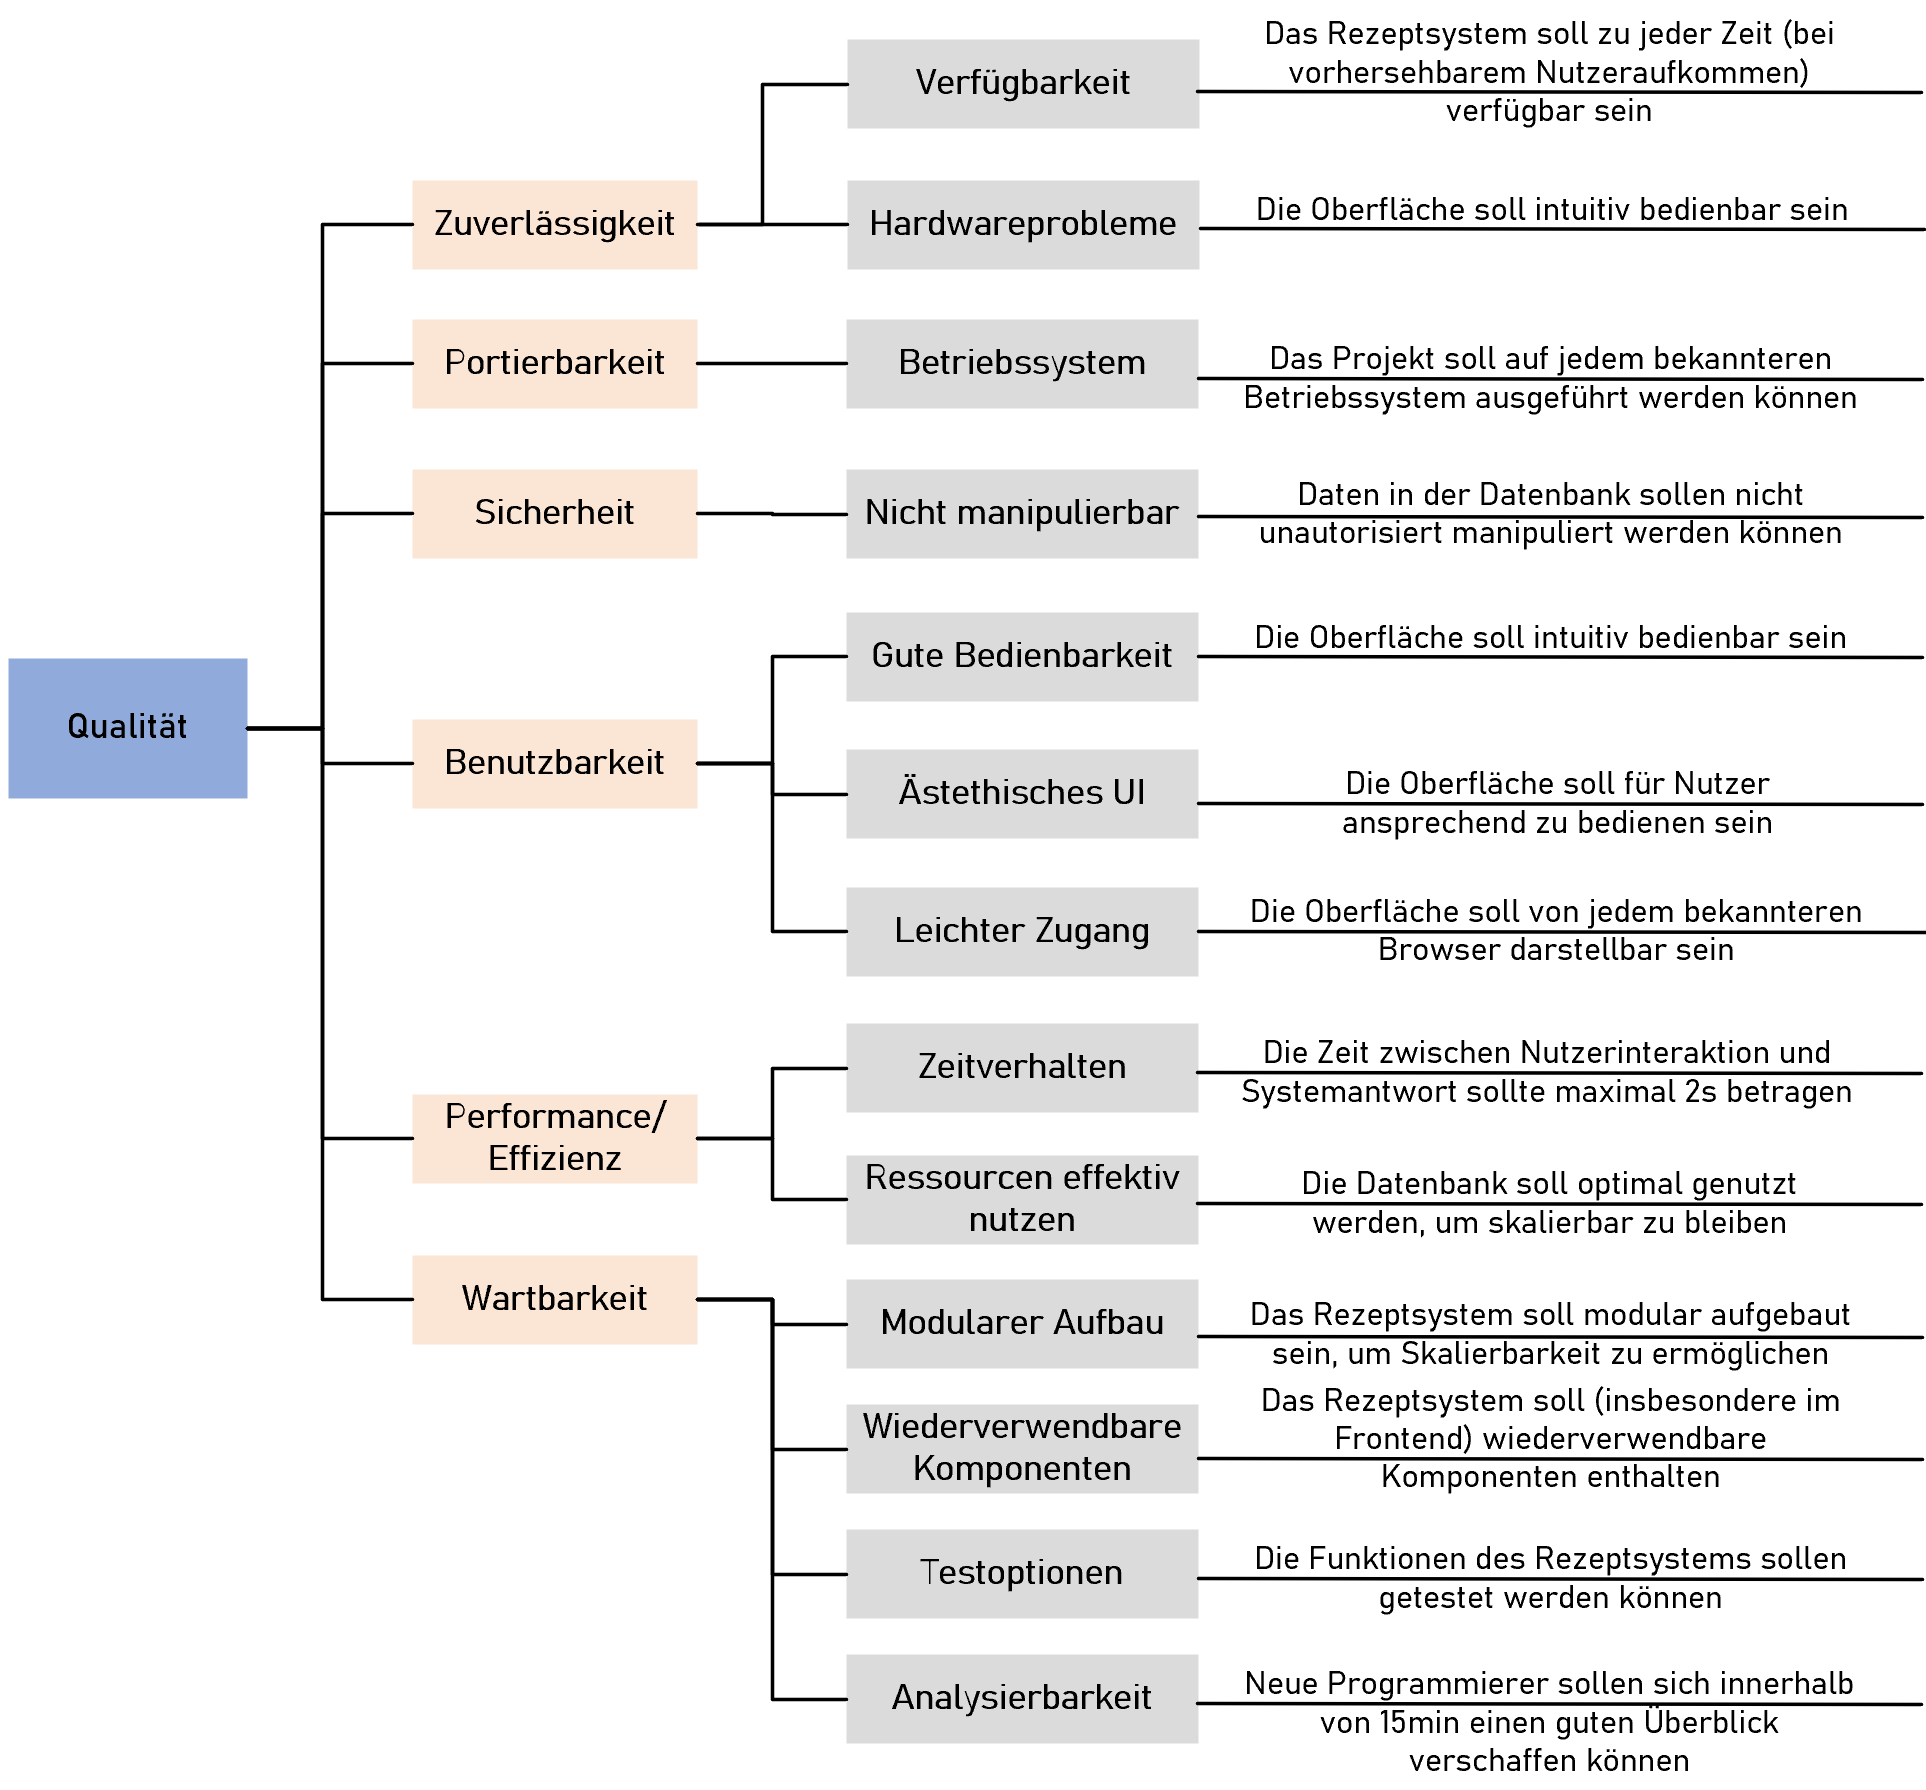 Qualität
Zuverlässigkeit
Verfügbarkeit
Das Rezeptsystem soll zu jeder Zeit (bei
vorhersehbarem Nutzeraufkommen)
verfügbar sein
Hardwareprobleme
Die Oberfläche soll intuitiv bedienbar sein
Portierbarkeit
Betriebssystem
Das Projekt soll auf jedem bekannteren
Betriebssystem ausgeführt werden können
Sicherheit
Nicht manipulierbar
Daten in der Datenbank sollen nicht
unautorisiert manipuliert werden können
Benutzbarkeit
Gute Bedienbarkeit
Die Oberfläche soll intuitiv bedienbar sein
Ästethisches UI
Die Oberfläche soll für Nutzer
ansprechend zu bedienen sein
Leichter Zugang
Die Oberfläche soll von jedem bekannteren
Browser darstellbar sein
Performance/
Effizienz
Zeitverhalten
Die Zeit zwischen Nutzerinteraktion und
Systemantwort sollte maximal 2s betragen
Ressourcen effektiv
nutzen
Die Datenbank soll optimal genutzt
werden, um skalierbar zu bleiben
Wartbarkeit
Modularer Aufbau
Das Rezeptsystem soll modular aufgebaut
sein, um Skalierbarkeit zu ermöglichen
Wiederverwendbare
Komponenten
Das Rezeptsystem soll (insbesondere im
Frontend) wiederverwendbare
Komponenten enthalten
Testoptionen
Die Funktionen des Rezeptsystems sollen
getestet werden können
Analysierbarkeit
Neue Programmierer sollen sich innerhalb
von 15min einen guten Überblick
verschaffen können